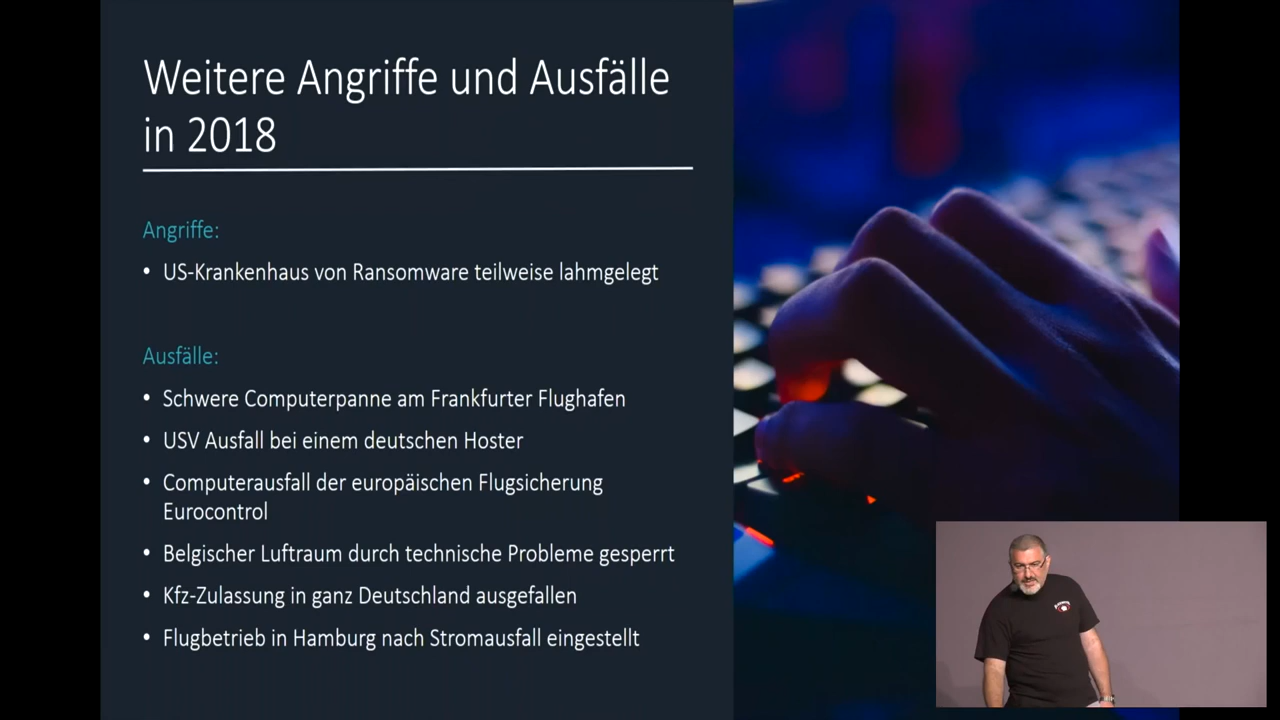 Weitere Angriffe und Ausfälle
in 2018
Angriffe:
• US-Krankenhaus von Ransomware teilweise lahmgelegt
Ausfälle:
• Schwere Computerpanne am Frankfurter Flughafen
• USV Ausfall bei einem deutschen Hoster
• Computerausfall der europäischen Flugsicherung
Eurocontrol
• Belgischer Luftraum durch technische Probleme gesperrt
• Kfz-Zulassung in ganz Deutschland ausgefallen
• Flugbetrieb in Hamburg nach Stromausfall eingestellt